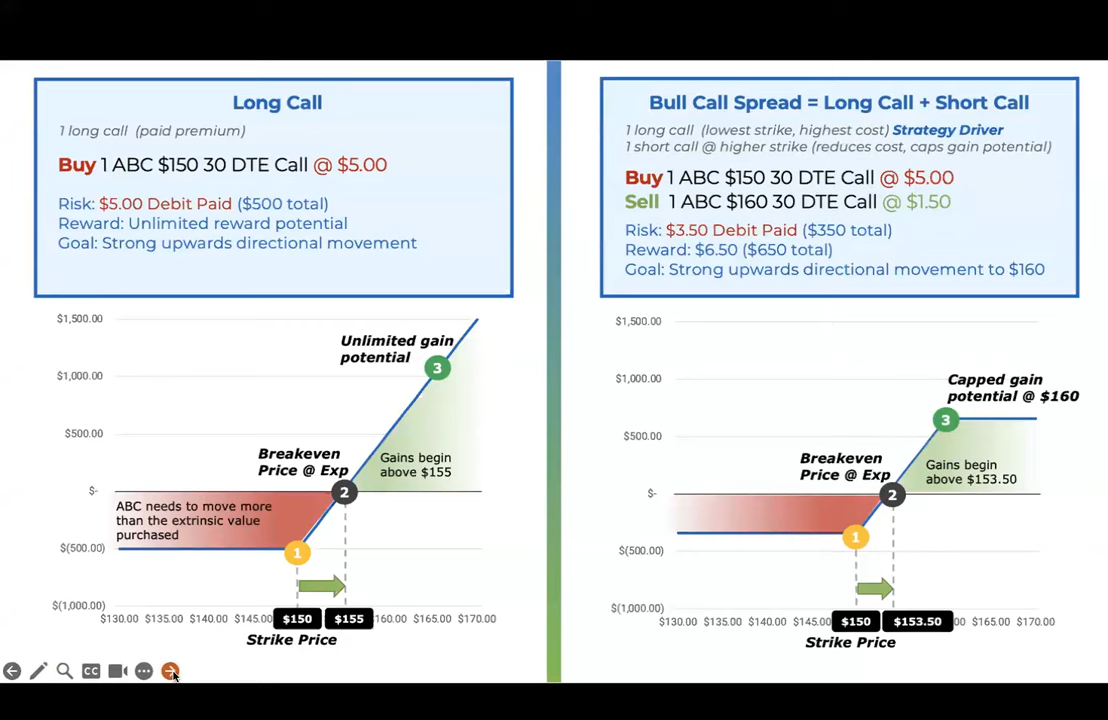 Long Call
1 long call (paid premium)
Buy 1 ABC $150 30 DTE Call @ $5.00
Risk: $5.00 Debit Paid ($500 total)
Reward: Unlimited reward potential
Goal: Strong upwards directional movement
$1,500.00
$1,000.00
$500.00
$-
$(500.00)
$(1,000.00)
Unlimited gain
potential
3
Breakeven
Price @ Exp
2
Gains begin
above $155
ABC needs to move more
than the extrinsic value
purchased
1
$130.00 $135.00 $140.00 $145.00 $150 $155 $160.00 $165.00 $170.00
Strike Price
CC
Bull Call Spread = Long Call + Short Call
1 long call (lowest strike, highest cost) Strategy Driver
1 short call @ higher strike (reduces cost, caps gain potential)
Buy 1 ABC $150 30 DTE Call @ $5.00
Sell 1 ABC $160 30 DTE Call @ $1.50
Risk: $3.50 Debit Paid ($350 total)
Reward: $6.50 ($650 total)
Goal: Strong upwards directional movement to $160
$1,500.00
$1,000.00
$500.00
$-
$(500.00)
$(1,000.00)
Capped gain
potential @ $160
3
Breakeven
Price @ Exp
2
Gains begin
above $153.50
1
$130.00 $135.00 $140.00 $145.00 $150 $153.50 $165.00 $170.00
Strike Price